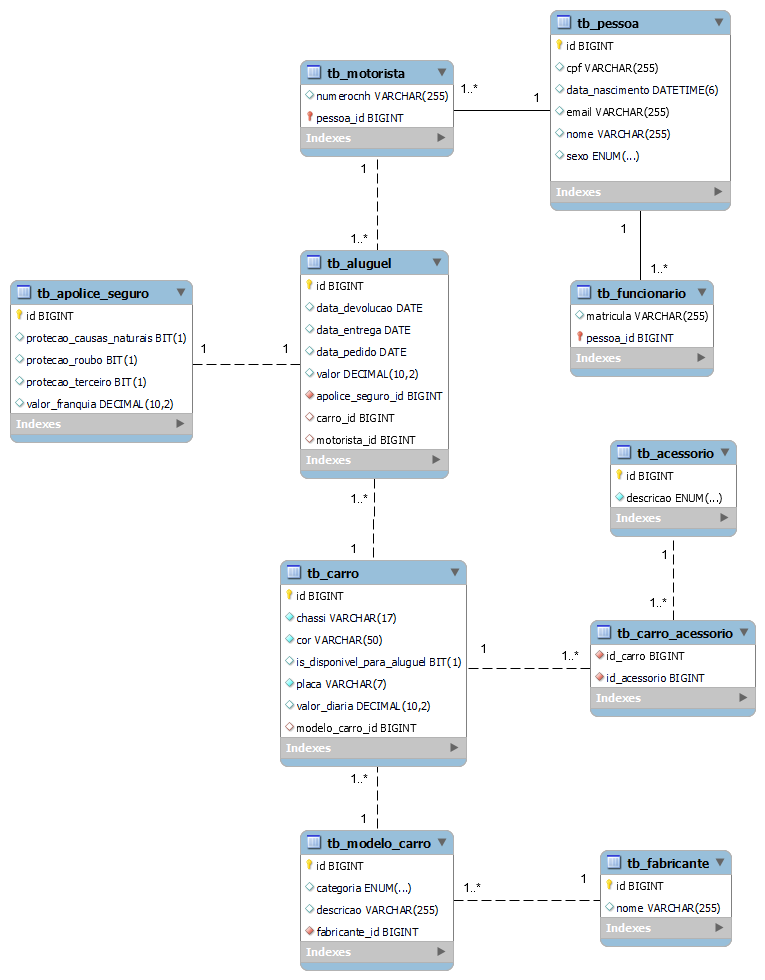 tb_pessoa
id BIGINT
cpf VARCHAR(255)
data_nascimento DATETIME(6)
email VARCHAR(255)
nome VARCHAR(255)
sexo ENUM(...)
Indexes
tb_motorista
numerocnh VARCHAR(255)
pessoa_id BIGINT
Indexes
1..*
1
1
1..*
1
1..*
tb_funcionario
matricula VARCHAR(255)
pessoa_id BIGINT
Indexes
tb_aluguel
id BIGINT
data_devolucao DATE
data_entrega DATE
data_pedido DATE
valor DECIMAL(10,2)
apolice_seguro_id BIGINT
carro_id BIGINT
motorista_id BIGINT
Indexes
tb_apolice_seguro
id BIGINT
protecao_causas_naturais BIT(1)
protecao_roubo BIT(1)
protecao_terceiro BIT(1)
valor_franquia DECIMAL(10,2)
Indexes
1
1
1..*
1
tb_acessorio
id BIGINT
descricao ENUM(...)
Indexes
1
1..*
tb_carro
id BIGINT
chassi VARCHAR(17)
cor VARCHAR(50)
is_disponivel_para_aluguel BIT(1)
placa VARCHAR(7)
valor_diaria DECIMAL(10,2)
modelo_carro_id BIGINT
Indexes
1
1..*
tb_carro_acessorio
id_carro BIGINT
id_acessorio BIGINT
Indexes
1..*
1
tb_modelo_carro
id BIGINT
categoria ENUM(...)
descricao VARCHAR(255)
fabricante_id BIGINT
Indexes
1..*
1
tb_fabricante
id BIGINT
nome VARCHAR(255)
Indexes